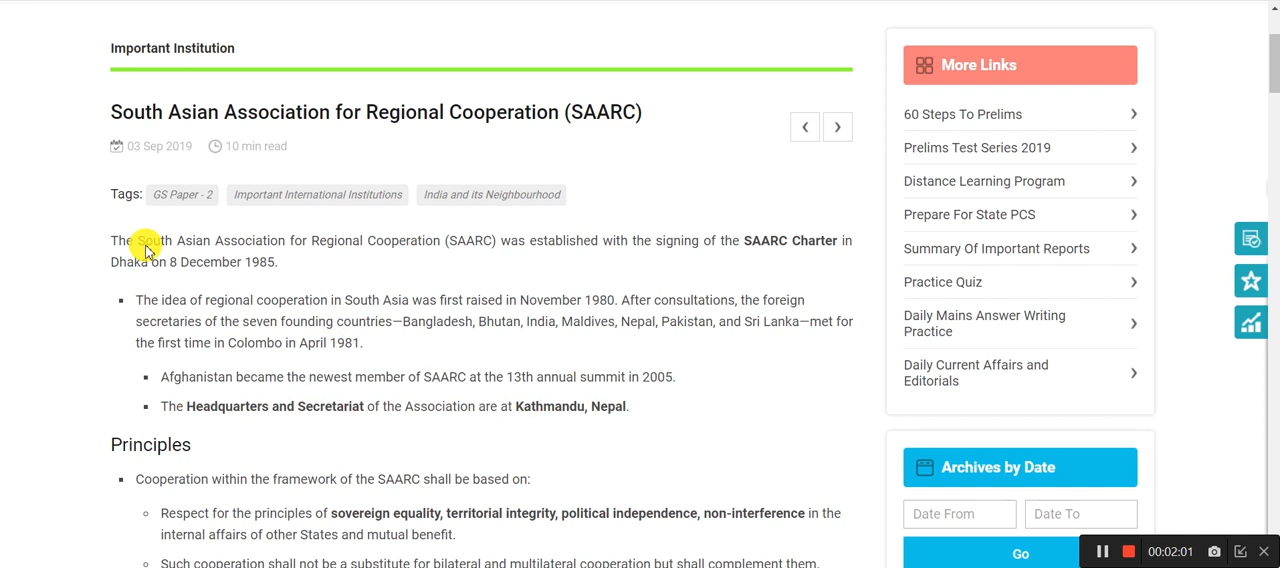 Important Institution
South Asian Association for Regional Cooperation (SAARC)
03 Sep 2019 10 min read
Tags: GS Paper - 2 Important International Institutions India and its Neighbourhood
The South Asian Association for Regional Cooperation (SAARC) was established with the signing of the SAARC Charter in
Dhaka on 8 December 1985.
The idea of regional cooperation in South Asia was first raised in November 1980. After consultations, the foreign
secretaries of the seven founding countries—Bangladesh, Bhutan, India, Maldives, Nepal, Pakistan, and Sri Lanka—met for
the first time in Colombo in April 1981.
Afghanistan became the newest member of SAARC at the 13th annual summit in 2005.
The Headquarters and Secretariat of the Association are at Kathmandu, Nepal.
Principles
Cooperation within the framework of the SAARC shall be based on:
Respect for the principles of sovereign equality, territorial integrity, political independence, non-interference in the
internal affairs of other States and mutual benefit.
Such cooperation shall not be a substitute for bilateral and multilateral cooperation but shall complement them.
More Links
60 Steps To Prelims
Prelims Test Series 2019
Distance Learning Program
Prepare For State PCS
Summary Of Important Reports
Practice Quiz
Daily Mains Answer Writing
Practice
Daily Current Affairs and
Editorials
Archives by Date
Date From Date To
Go
00:02:01